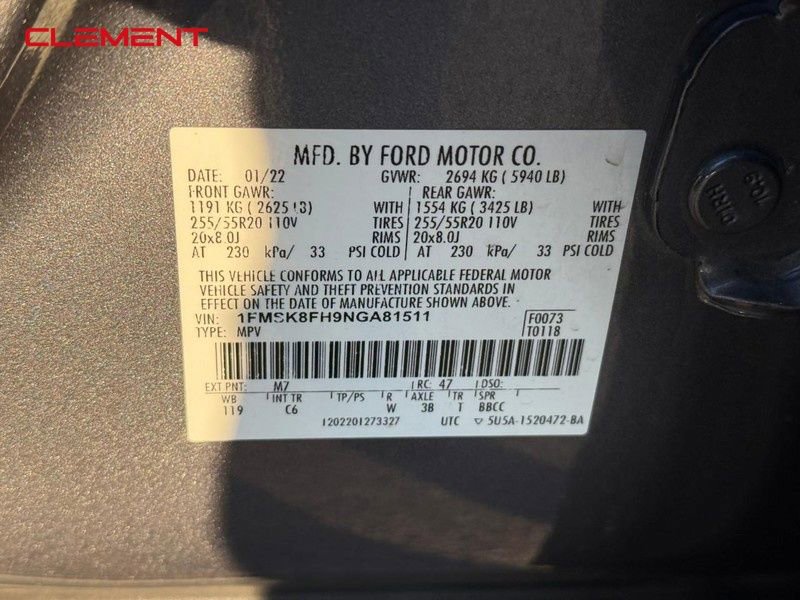 CLEMENT
MFD. BY FORD MOTOR CO.
DATE: 01/22 GVWR: 2694 KG ( 5940 LB)
FRONT GAWR: REAR GAWR:
1191 KG ( 2625 LB) WITH 1554 KG ( 3425 LB) WITH
255/55R20 110V TIRES 255/55R20 110V TIRES
20x8.0J RIMS 20x8.0J RIMS
AT 230 kPa/ 33 PSI COLD AT 230 kPa/ 33 PSI COLD
THIS VEHICLE CONFORMS TO ALL APPLICABLE FEDERAL MOTOR
VEHICLE SAFETY AND THEFT PREVENTION STANDARDS IN
EFFECT ON THE DATE OF MANUFACTURE SHOWN ABOVE.
VIN: 1FMSK8FH9NGA81511 F0073
TYPE: MPV T0118
EXT PNT: M7 RC: 47 DSO:
WB INT TR TP/PS R AXLE TR SPR
119 C6 W 3B T BBCC
1202201273327 UTC ▽ 5U5A-1520472-BA
DRH